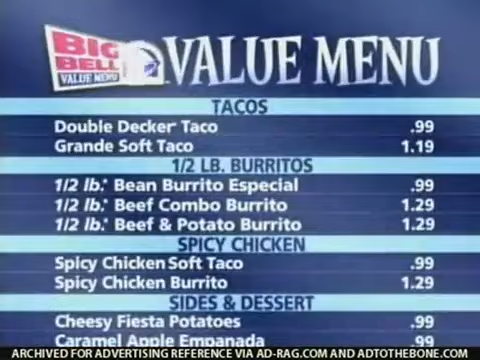 BIG
BELL
VALUE MENU
VALUE MENU
TACOS
Double Decker Taco .99
Grande Soft Taco 1.19
1/2 LB. BURRITOS
1/2 lb.* Bean Burrito Especial .99
1/2 lb.* Beef Combo Burrito 1.29
1/2 lb.* Beef & Potato Burrito 1.29
SPICY CHICKEN
Spicy Chicken Soft Taco .99
Spicy Chicken Burrito 1.29
SIDES & DESSERT
Cheesy Fiesta Potatoes .99
Caramel Apple Empanada .99
ARCHIVED FOR ADVERTISING REFERENCE VIA AD-RAG.COM AND ADTOTHEBONE.COM